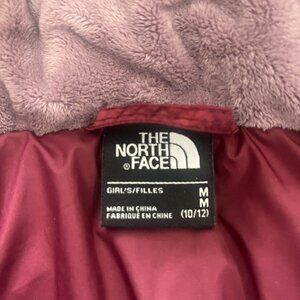 THE
NORTH
® FACE
GIRL'S/FILLES M
M
MADE IN CHINA
FABRIQUÉ EN CHINE (10/12)